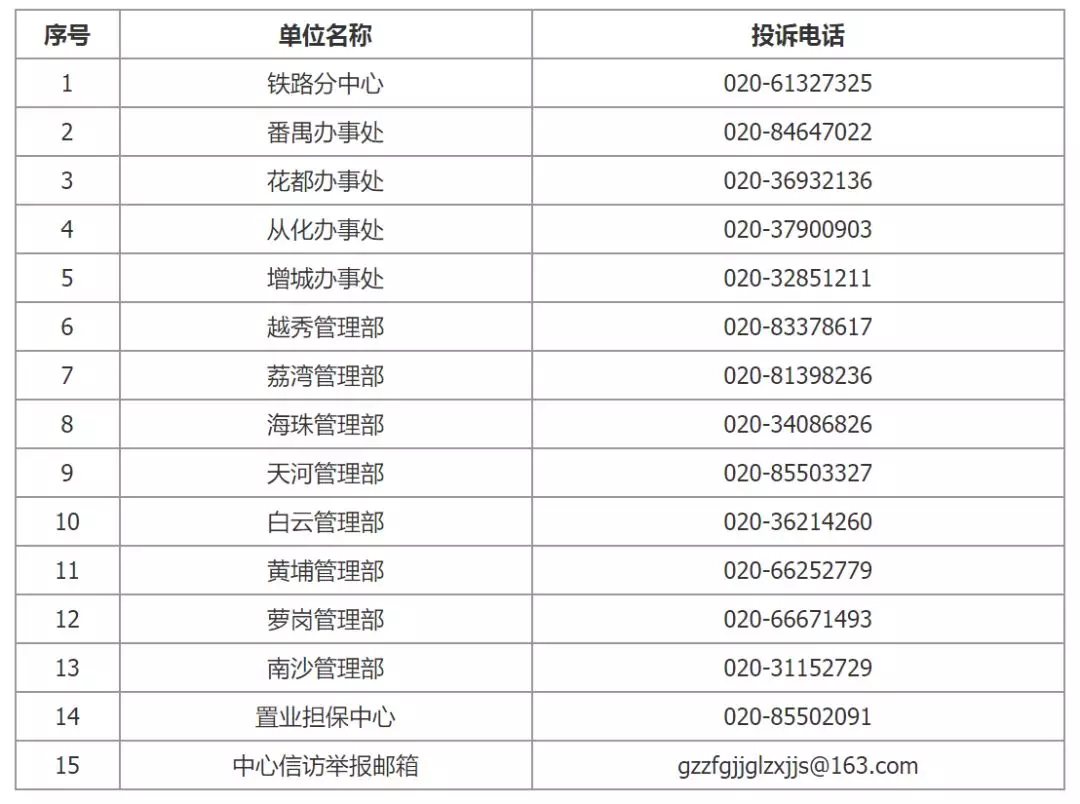 序号 单位名称 投诉电话
1 铁路分中心 020-61327325
2 番禺办事处 020-84647022
3 花都办事处 020-36932136
4 从化办事处 020-37900903
5 增城办事处 020-32851211
6 越秀管理部 020-83378617
7 荔湾管理部 020-81398236
8 海珠管理部 020-34086826
9 天河管理部 020-85503327
10 白云管理部 020-36214260
11 黄埔管理部 020-66252779
12 萝岗管理部 020-66671493
13 南沙管理部 020-31152729
14 置业担保中心 020-85502091
15 中心信访举报邮箱 gzzfgjjglzxjjs@163.com